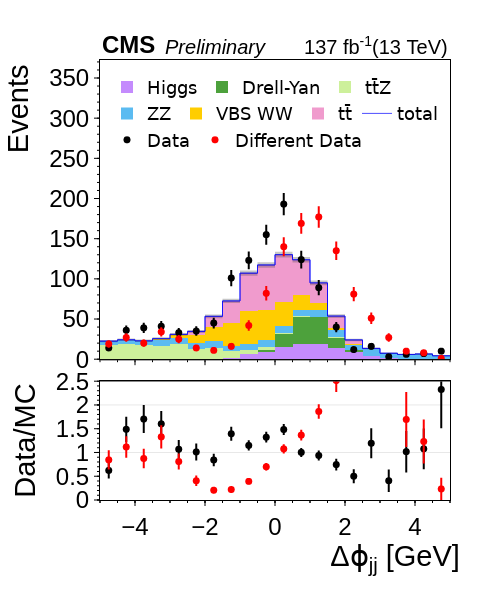 CMS Preliminary 137 fb⁻¹(13 TeV)
Events
350
300
250
200
150
100
50
0
Higgs Drell-Yan tt̄Z
ZZ VBS WW tt̄ total
Data Different Data
Data/MC
2.5
2
1.5
1
0.5
0
−4 −2 0 2 4
Δϕjj [GeV]